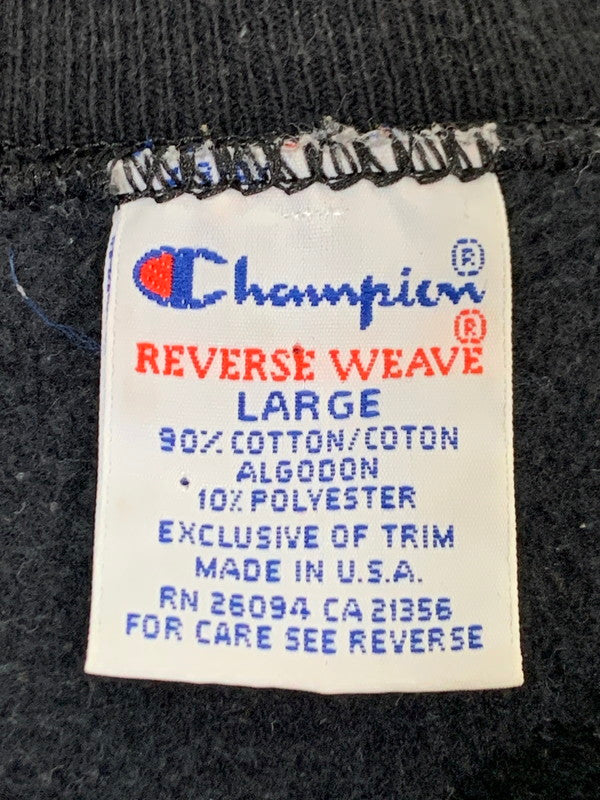 Champion®
REVERSE WEAVE®
LARGE
90% COTTON/COTON
ALGODON
10% POLYESTER
EXCLUSIVE OF TRIM
MADE IN U.S.A.
RN 26094 CA 21356
FOR CARE SEE REVERSE